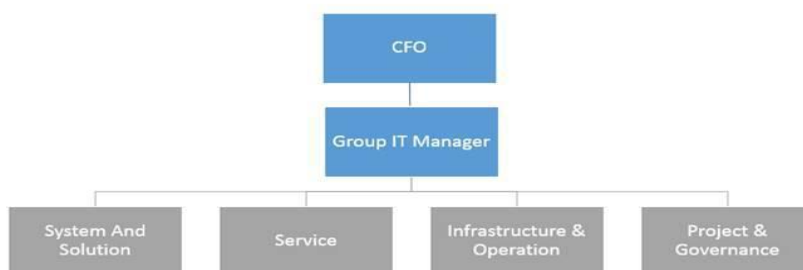 CFO
Group IT Manager
System And
Solution
Service
Infrastructure &
Operation
Project &
Governance